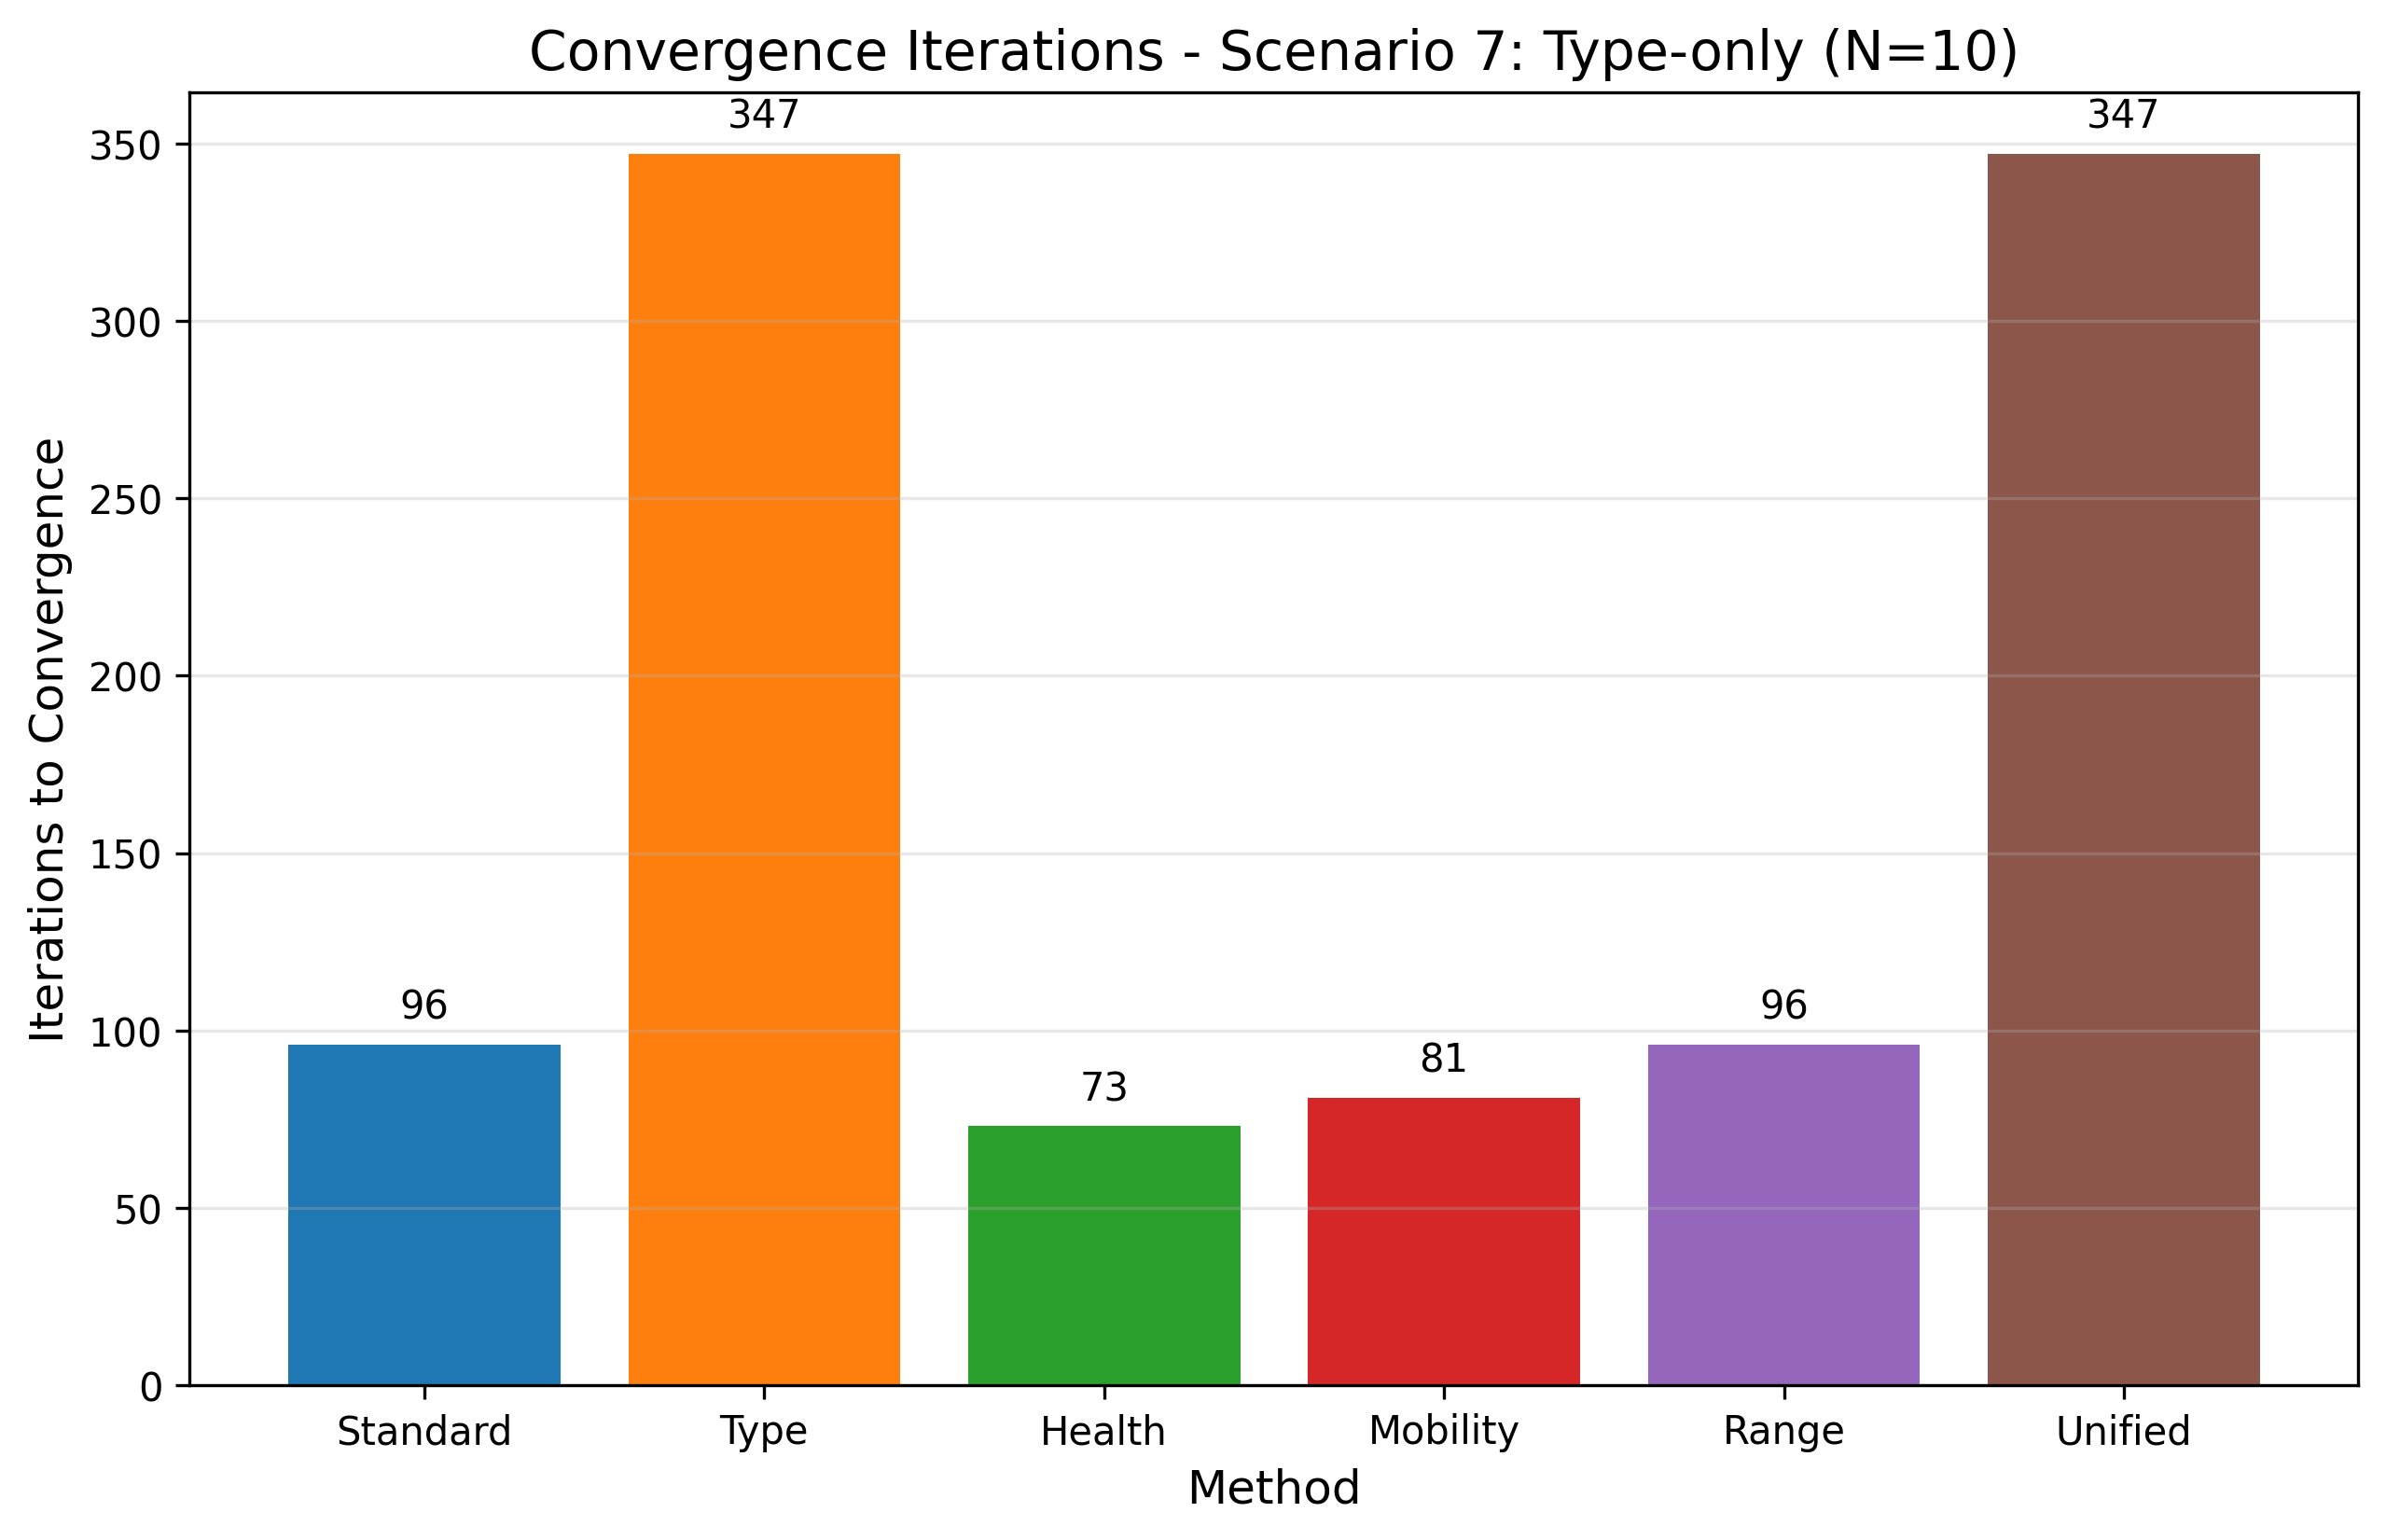 Convergence Iterations - Scenario 7: Type-only (N=10)
Iterations to Convergence
350
300
250
200
150
100
50
0
96
347
73
81
96
347
Standard
Type
Health
Mobility
Range
Unified
Method